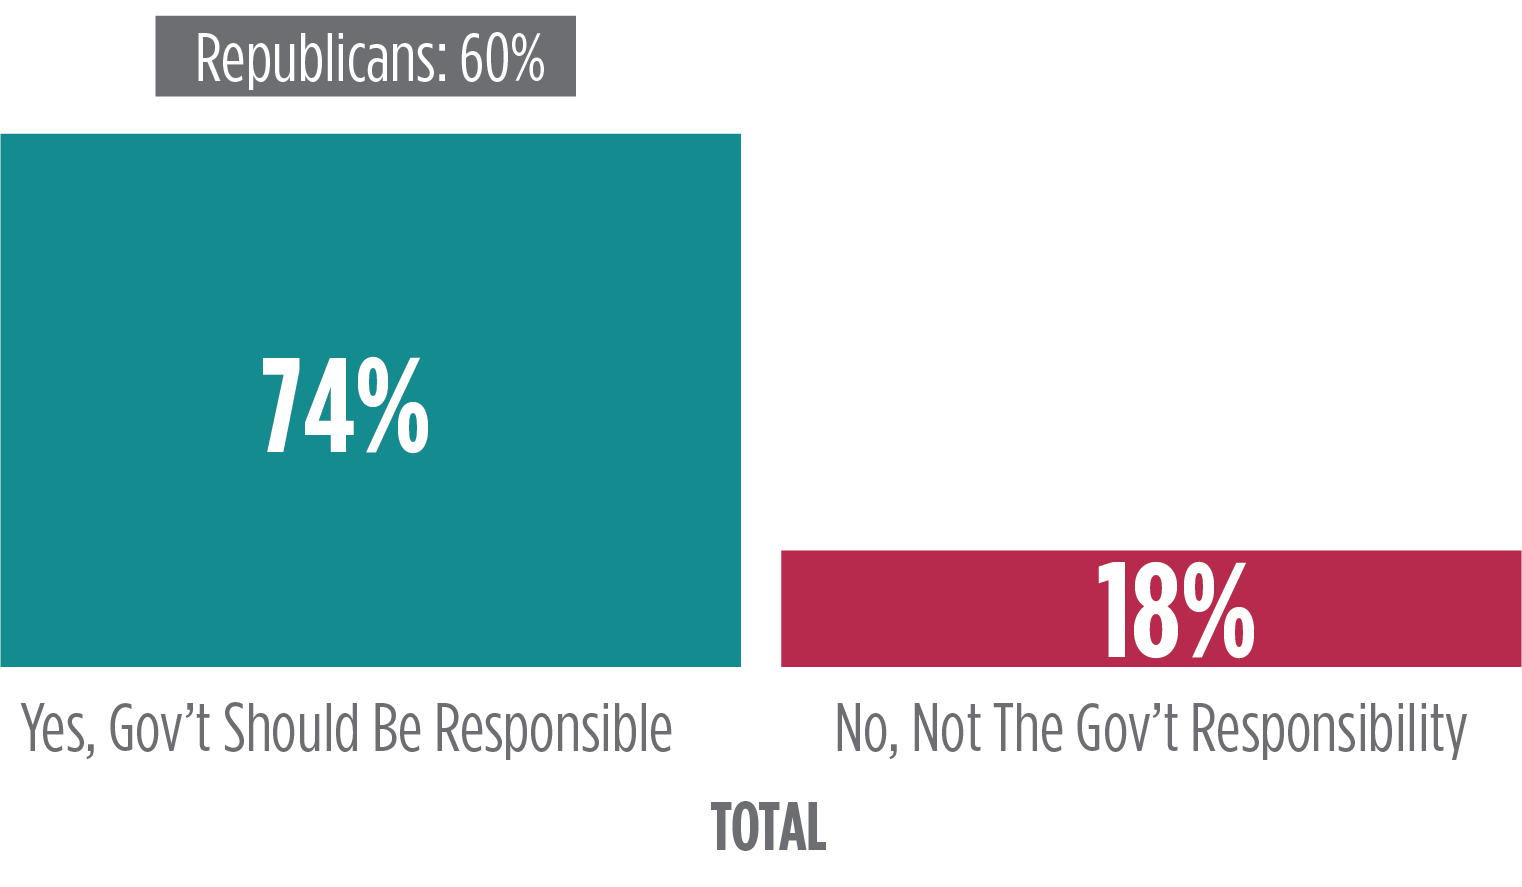 Republicans: 60%
74%
18%
Yes, Gov’t Should Be Responsible
No, Not The Gov’t Responsibility
TOTAL